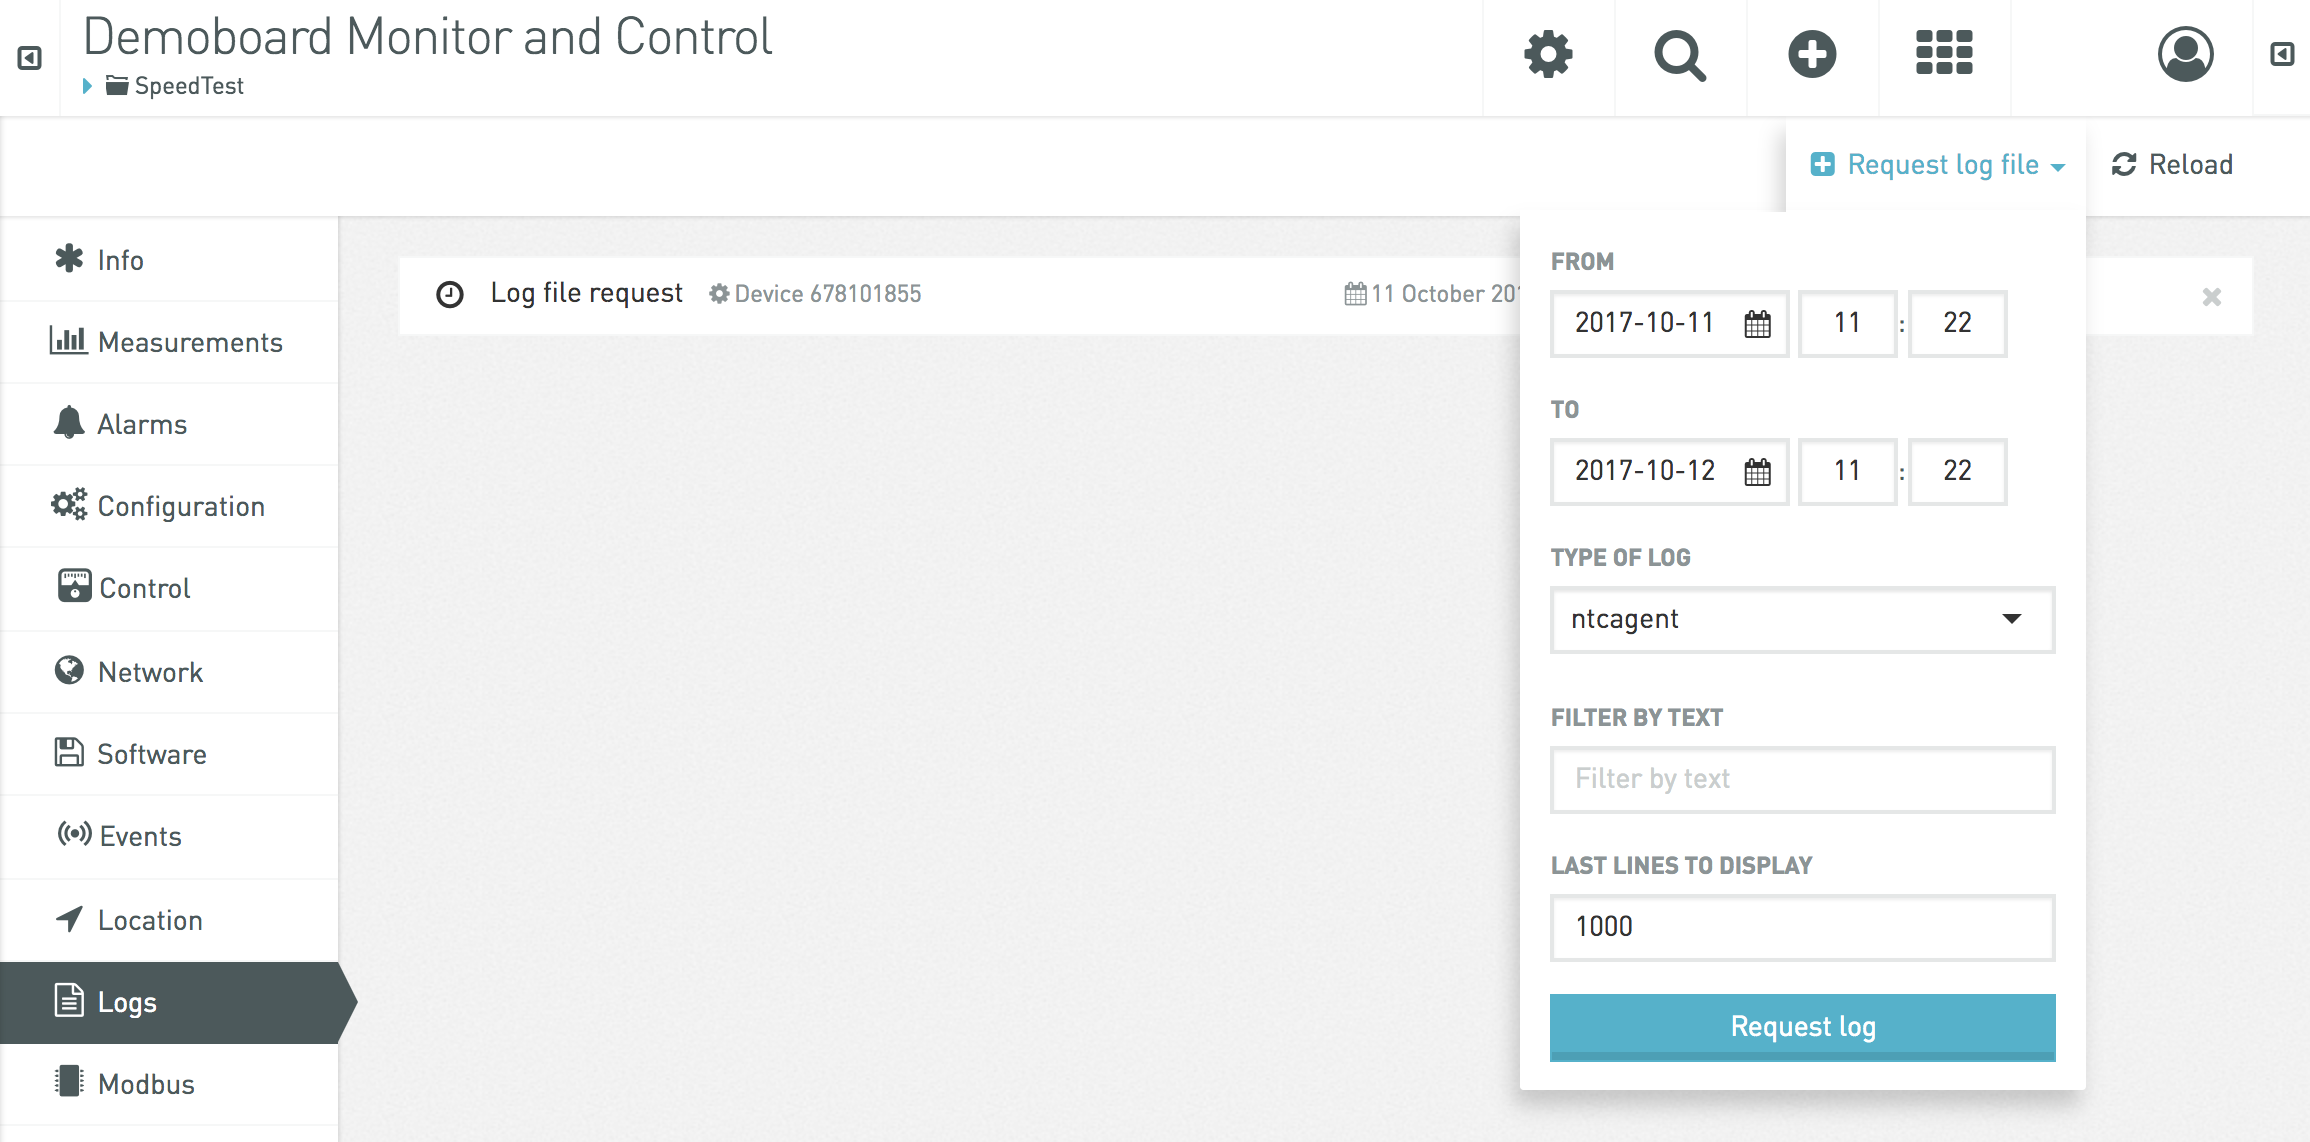 Demoboard Monitor and Control
SpeedTest
Request log file
Reload
Info
Measurements
Alarms
Configuration
Control
Network
Software
Events
Location
Logs
Modbus
Log file request Device 678101855 11 October
FROM
2017-10-11 11 : 22
TO
2017-10-12 11 : 22
TYPE OF LOG
ntcagent
FILTER BY TEXT
Filter by text
LAST LINES TO DISPLAY
1000
Request log